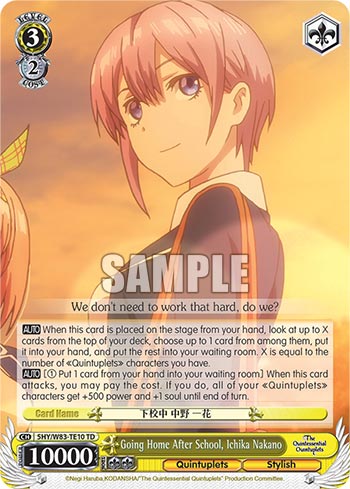 LEVEL
3
2
COST
SAMPLE
We don't need to work that hard, do we?
AUTO When this card is placed on the stage from your hand, look at up to X
cards from the top of your deck, choose up to 1 card from among them, put
it into your hand, and put the rest into your waiting room. X is equal to the
number of «Quintuplets» characters you have.
AUTO [① Put 1 card from your hand into your waiting room] When this card
attacks, you may pay the cost. If you do, all of your «Quintuplets»
characters get +500 power and +1 soul until end of turn.
Card Name 下校中 中野 一花
CH 5HY/W83-TE10 TD Going Home After School, Ichika Nakano
The Quintessential Quintuplets
10000 Quintuplets Stylish
©Negi Haruba,KODANSHA/"The Quintessential Quintuplets" Production Committee.